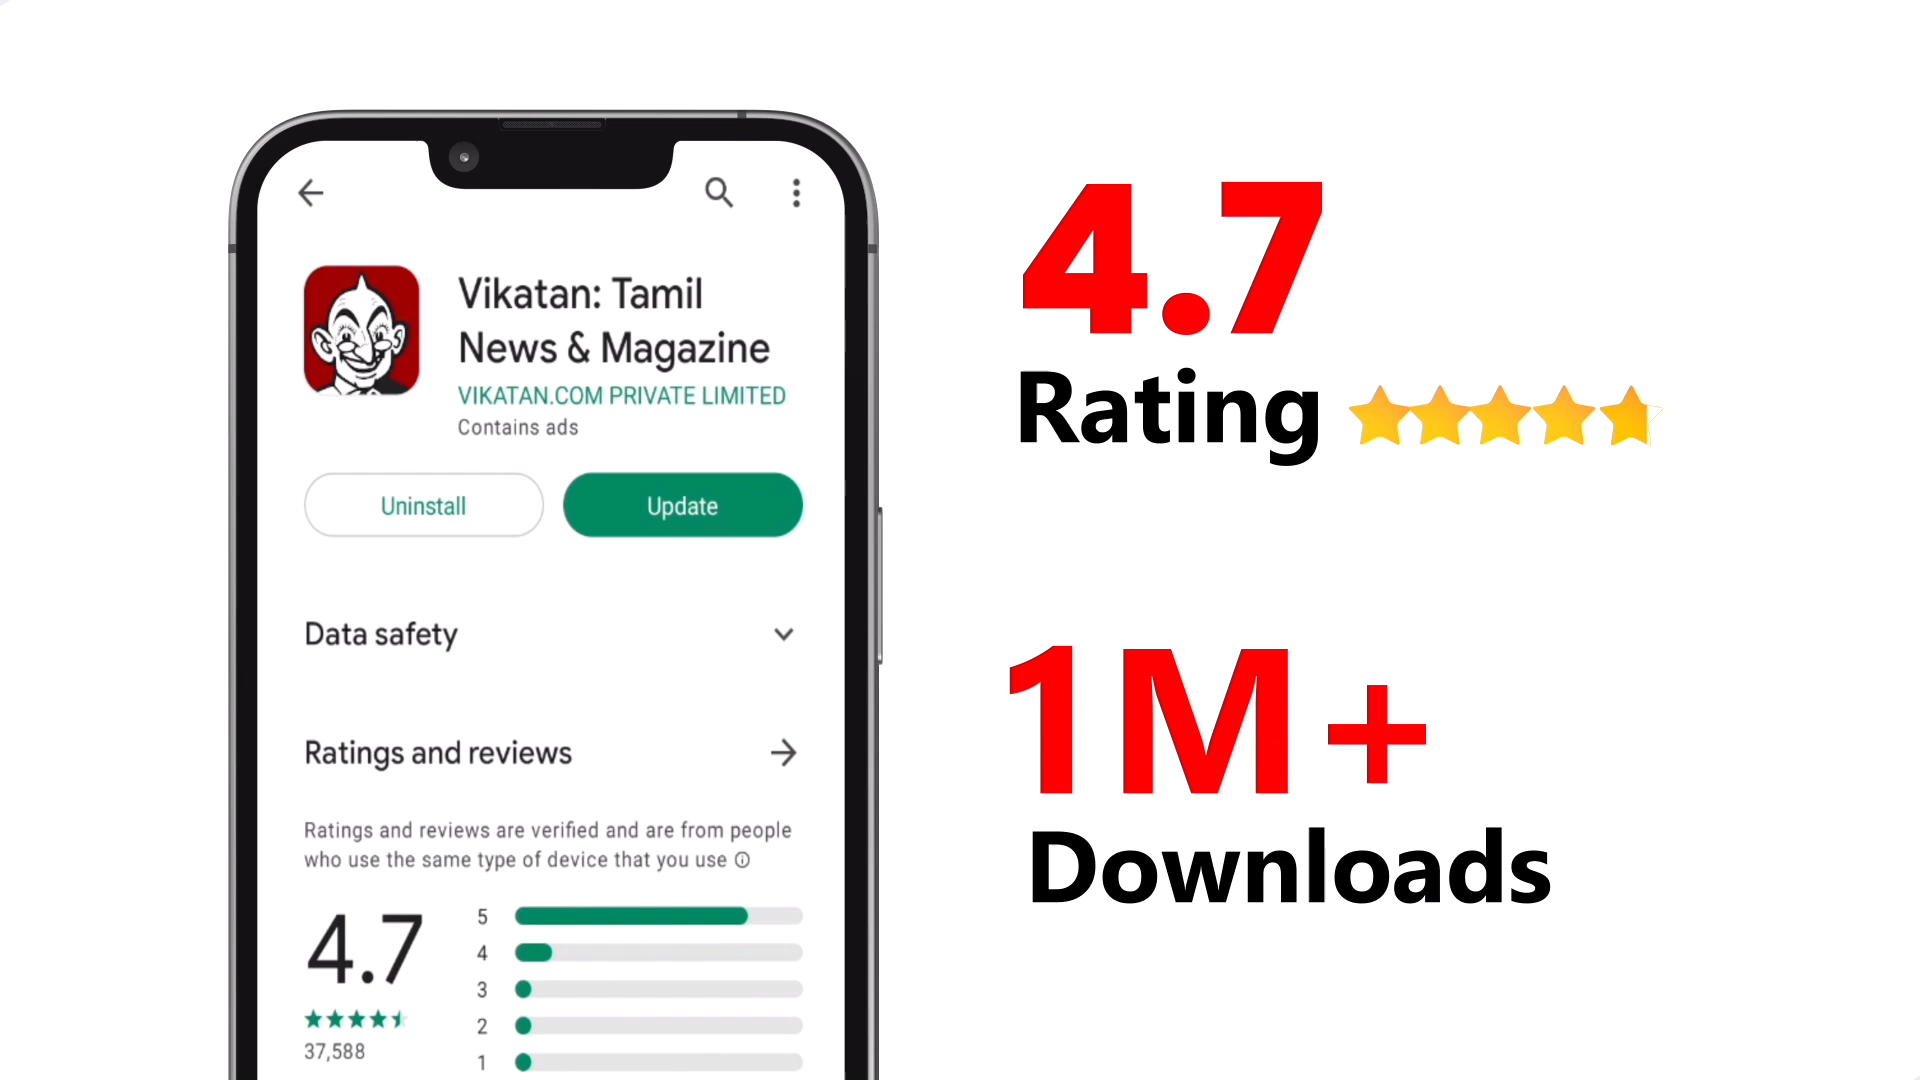 Vikatan: Tamil
News & Magazine
VIKATAN.COM PRIVATE LIMITED
Contains ads
Uninstall
Update
Data safety
Ratings and reviews
Ratings and reviews are verified and are from people
who use the same type of device that you use
4.7
37,588
5
4
3
2
1
4.7
Rating
1M+
Downloads